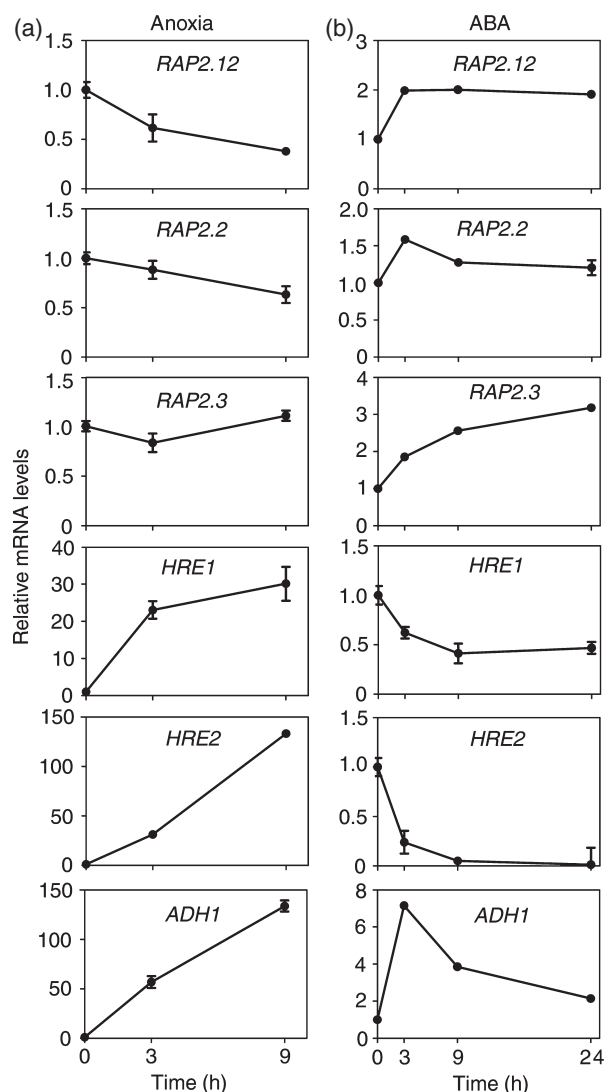 (a) Anoxia (b) ABA
Relative mRNA levels
1.5 RAP2.12 3 RAP2.12
1.0 2
0.5 1
0 0
1.5 RAP2.2 2.0 RAP2.2
1.0 1.5
0.5 1.0
0 0.5
0
1.5 RAP2.3 4 RAP2.3
1.0 3
0.5 2
0 1
0
40 HRE1 1.5 HRE1
30 1.0
20 0.5
10 0
0
150 HRE2 1.5 HRE2
100 1.0
50 0.5
0 0
150 ADH1 8 ADH1
100 6
50 4
0 2
0
0 3 9 0 3 9 24
Time (h) Time (h)